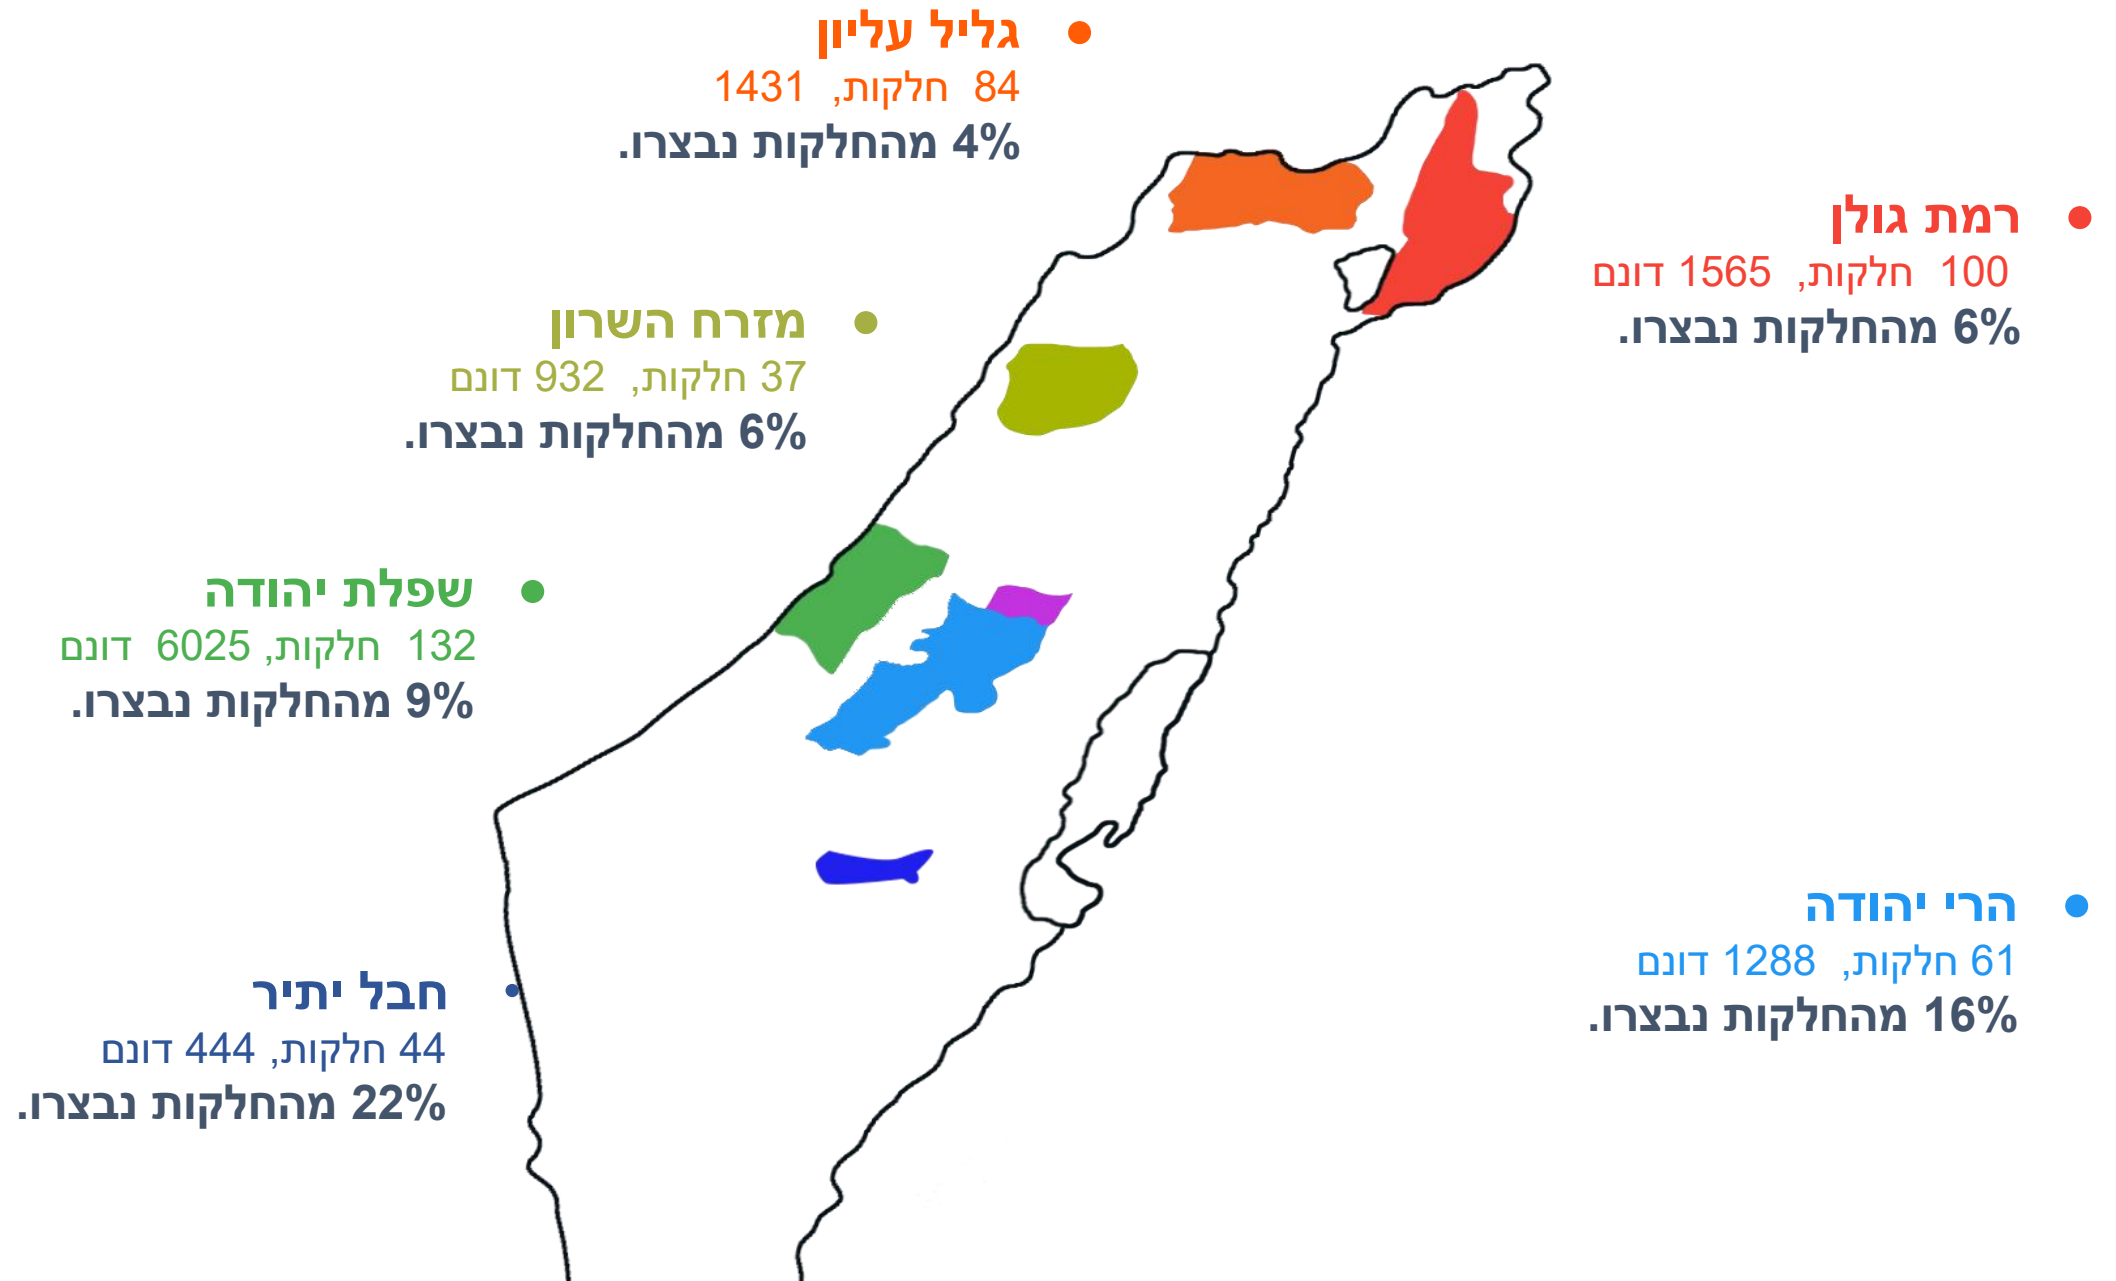 גליל עליון
84 חלקות, 1431
4% מהחלקות נבצרו.
רמת גולן
100 חלקות, 1565 דונם
6% מהחלקות נבצרו.
מזרח השרון
37 חלקות, 932 דונם
6% מהחלקות נבצרו.
שפלת יהודה
132 חלקות, 6025 דונם
9% מהחלקות נבצרו.
הרי יהודה
61 חלקות, 1288 דונם
16% מהחלקות נבצרו.
חבל יתיר
44 חלקות, 444 דונם
22% מהחלקות נבצרו.